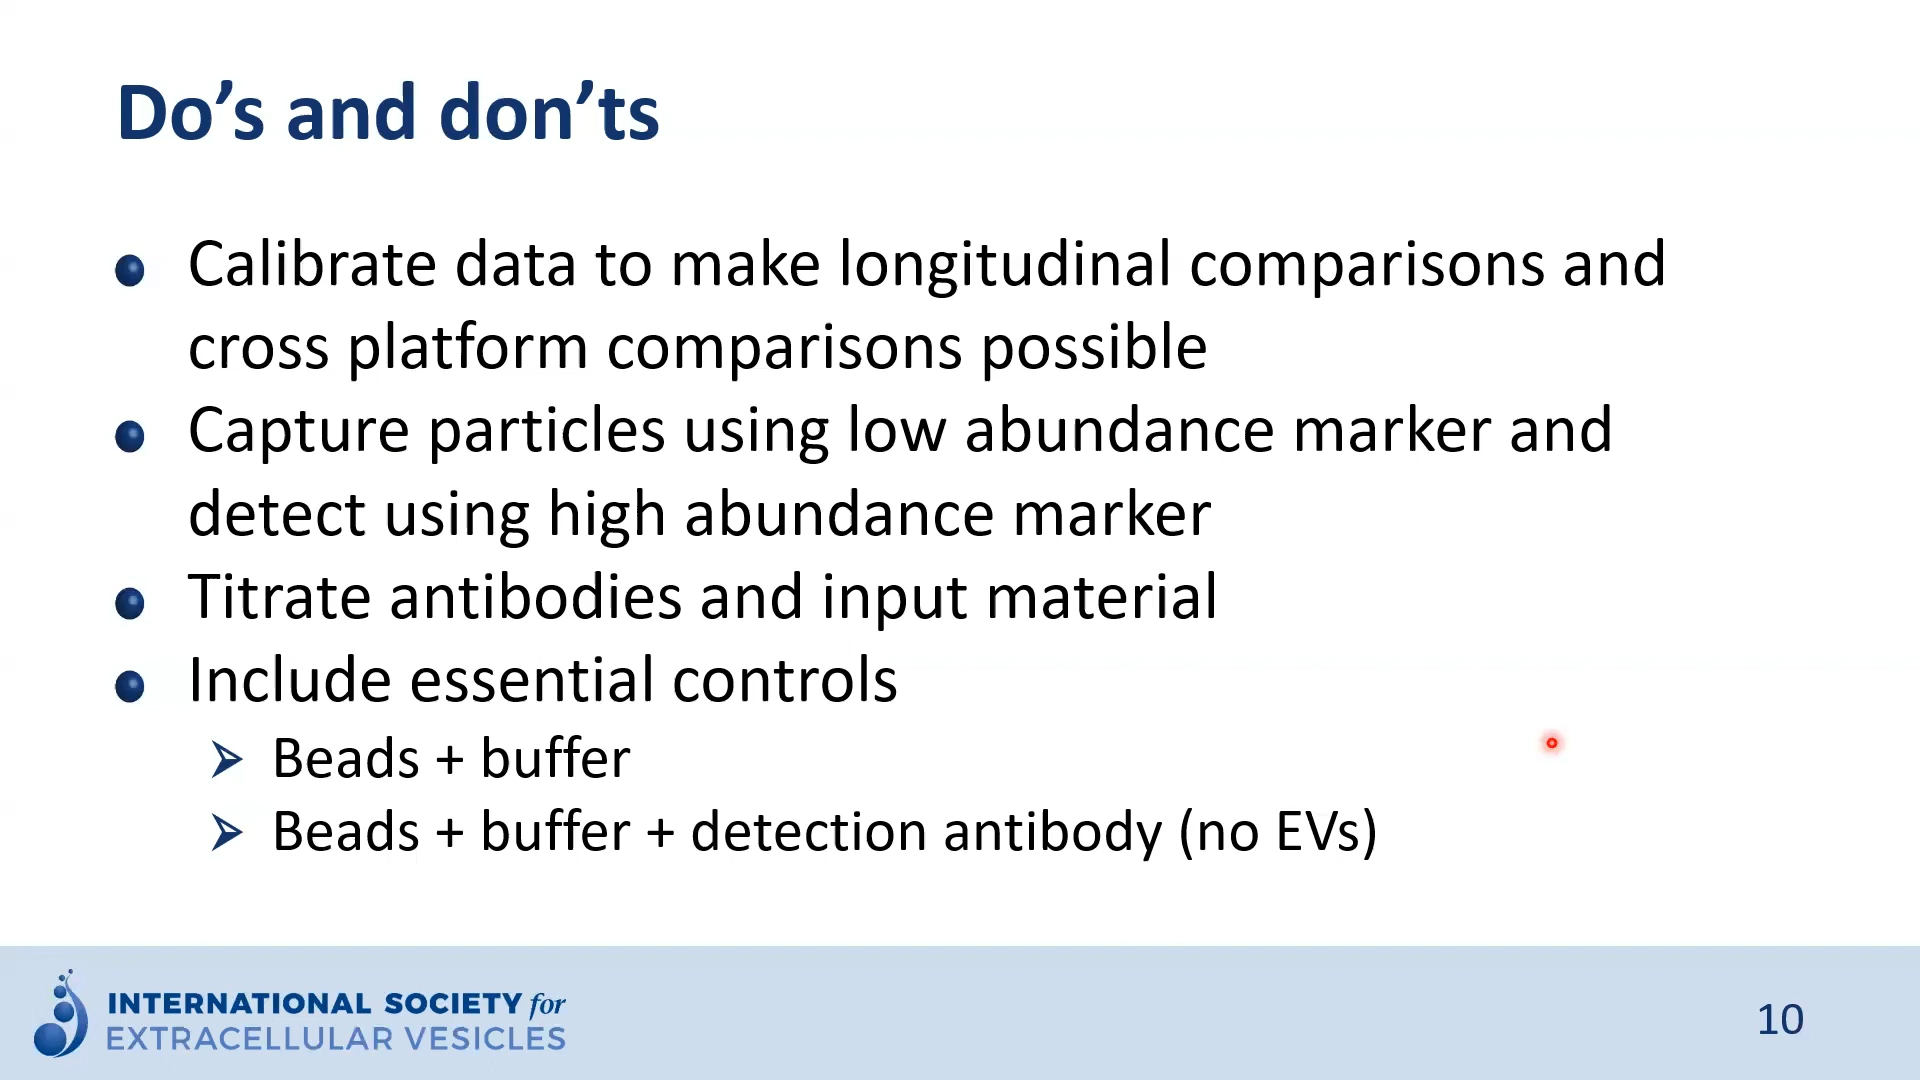 Do’s and don’ts
Calibrate data to make longitudinal comparisons and
cross platform comparisons possible
Capture particles using low abundance marker and
detect using high abundance marker
Titrate antibodies and input material
Include essential controls
Beads + buffer
Beads + buffer + detection antibody (no EVs)
INTERNATIONAL SOCIETY for
EXTRACELLULAR VESICLES
10